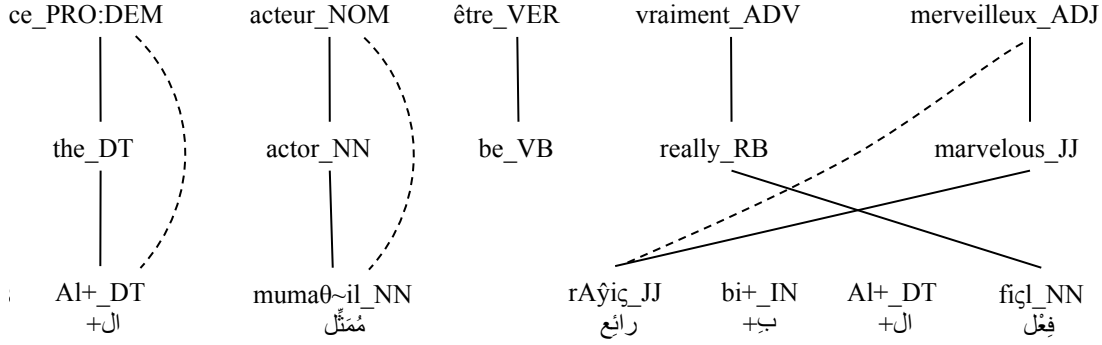 ce_PRO:DEM acteur_NOM être_VER vraiment_ADV merveilleux_ADJ
the_DT actor_NN be_VB really_RB marvelous_JJ
Al+_DT mumaθ~il_NN rAŷiς_JJ bi+_IN Al+_DT fiςl_NN
ال+ مُمَثِّل رائِع بِ+ ال+ فِعْل